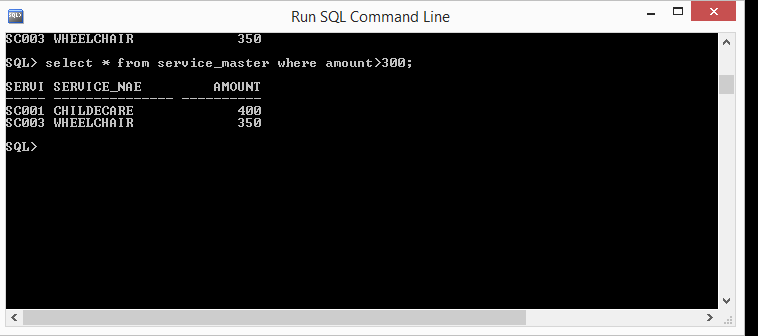 Run SQL Command Line
SC003 WHEELCHAIR 350
SQL> select * from service_master where amount>300;
SERVI SERVICE_NAE AMOUNT
----- --------------- ----------
SC001 CHILDECARE 400
SC003 WHEELCHAIR 350
SQL>